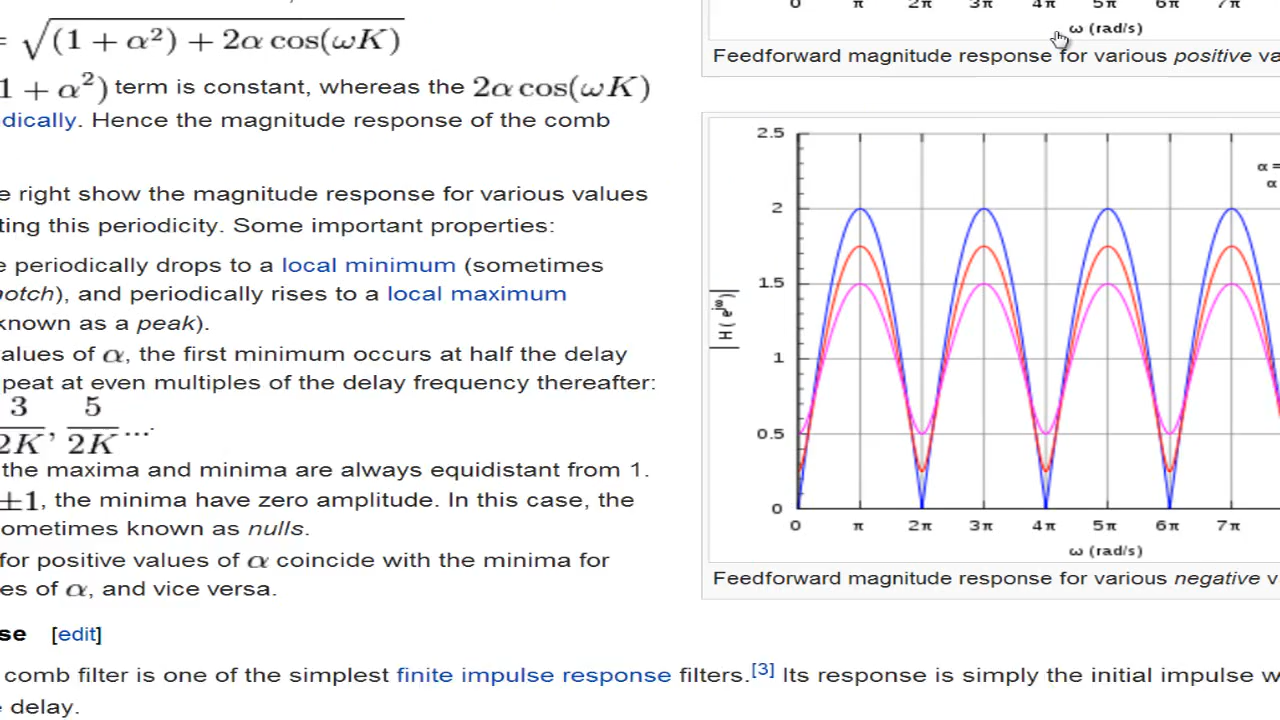 = √(1 + α²) + 2α cos(ωK)
1 + α²) term is constant, whereas the 2α cos(ωK)
dically. Hence the magnitude response of the comb
e right show the magnitude response for various values
ting this periodicity. Some important properties:
e periodically drops to a local minimum (sometimes
notch), and periodically rises to a local maximum
known as a peak).
alues of α, the first minimum occurs at half the delay
peat at even multiples of the delay frequency thereafter:
3/2K, 5/2K ....
the maxima and minima are always equidistant from 1.
±1, the minima have zero amplitude. In this case, the
ometimes known as nulls.
for positive values of α coincide with the minima for
es of α, and vice versa.
se [edit]
comb filter is one of the simplest finite impulse response filters.[3] Its response is simply the initial impulse w
e delay.
0 π 2π 3π 4π 5π 6π 7π
ω (rad/s)
Feedforward magnitude response for various positive va
2.5
2
1.5
1
0.5
0
| H ( e^jω) |
α =
α
0 π 2π 3π 4π 5π 6π 7π
ω (rad/s)
Feedforward magnitude response for various negative v